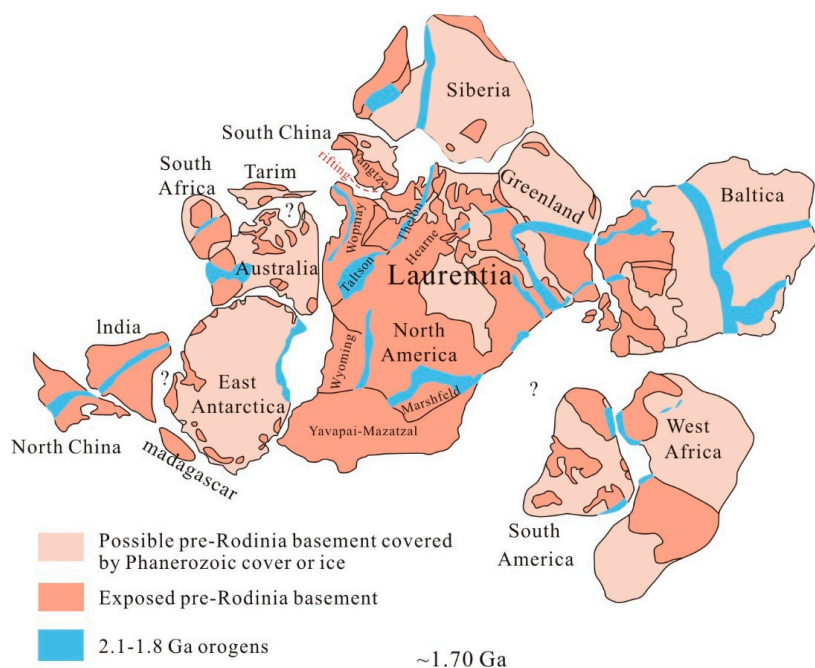 Siberia
South China
rifting
Yangtze
South
Africa
Tarim
?
Greenland
Baltica
Wopmay
Thelon
Hearne
Australia
Taltson
Laurentia
India
North
America
Wyoming
?
East
Antarctica
?
Marshfeld
North China
madagascar
Yavapai-Mazatzal
West
Africa
South
America
Possible pre-Rodinia basement covered
by Phanerozoic cover or ice
Exposed pre-Rodinia basement
2.1-1.8 Ga orogens
~1.70 Ga